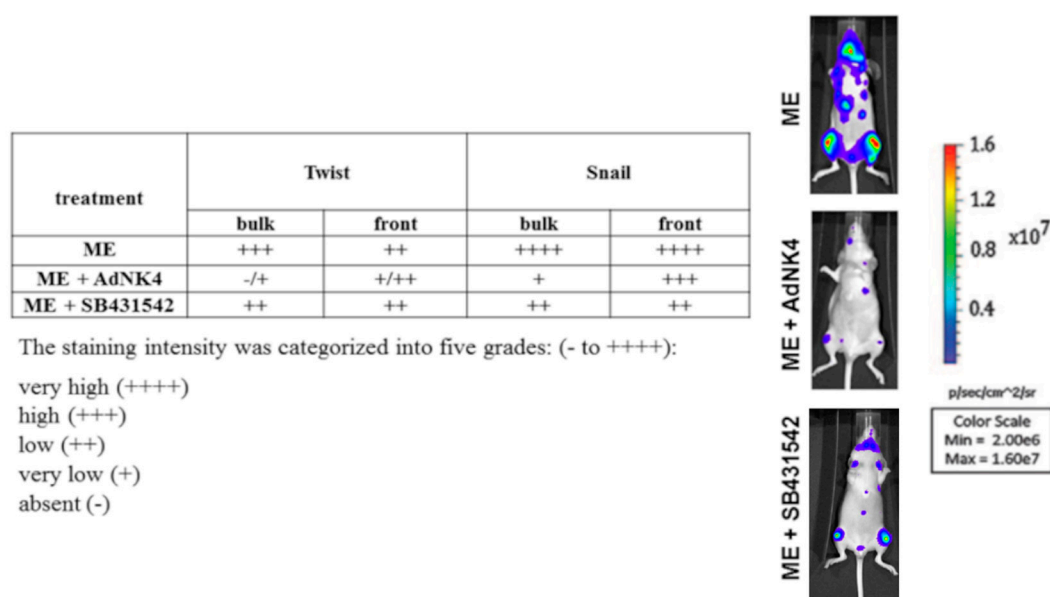 treatment Twist Snail
bulk front bulk front
ME +++ ++ ++++ ++++
ME + AdNK4 -/+ +/++ + +++
ME + SB431542 ++ ++ ++ ++
The staining intensity was categorized into five grades: (- to ++++):
very high (++++)
high (+++)
low (++)
very low (+)
absent (-)
ME
ME + AdNK4
ME + SB431542
1.6
1.2
0.8
x10^7
0.4
p/sec/cm^2/sr
Color Scale
Min = 2.00e6
Max = 1.60e7